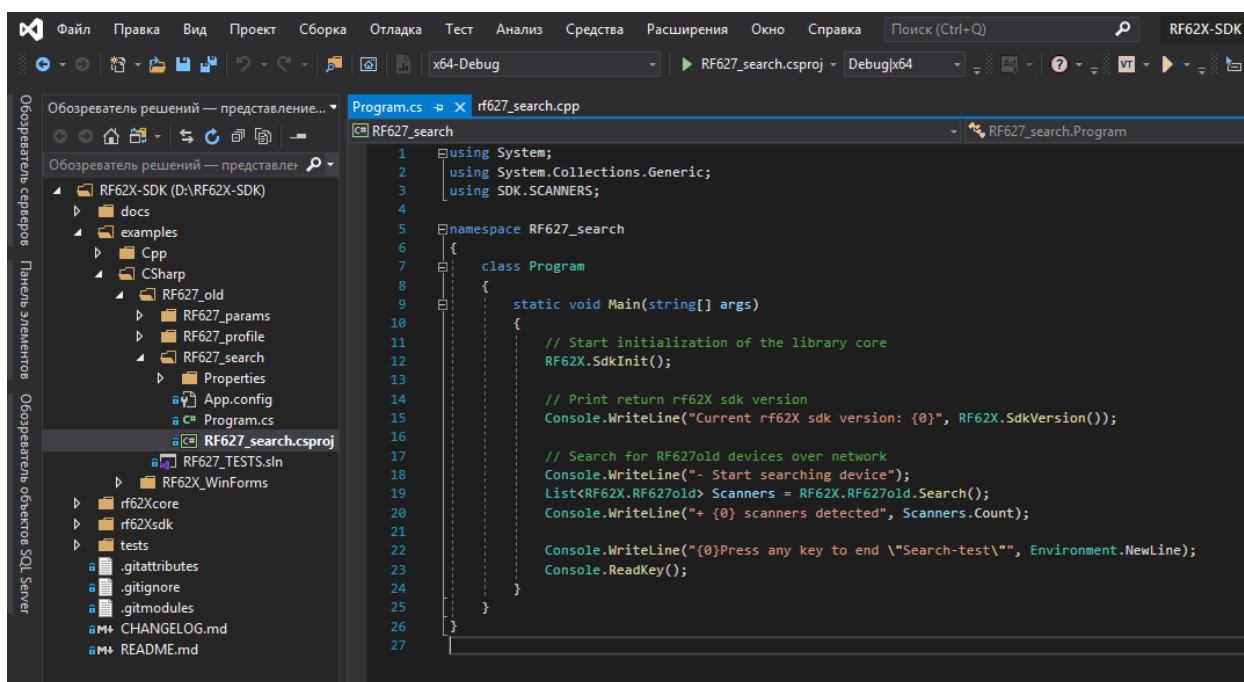 Файл Правка Вид Проект Сборка Отладка Тест Анализ Средства Расширения Окно Справка Поиск (Ctrl+Q) RF62X-SDK
x64-Debug RF627_search.csproj Debug|x64
Обозреватель серверов
Панель элементов
Обозреватель объектов SQL Server
Обозреватель решений — представление...
Обозреватель решений — представлен
RF62X-SDK (D:\RF62X-SDK)
docs
examples
Cpp
CSharp
RF627_old
RF627_params
RF627_profile
RF627_search
Properties
App.config
C# Program.cs
C# RF627_search.csproj
RF627_TESTS.sln
RF62X_WinForms
rf62Xcore
rf62Xsdk
tests
.gitattributes
.gitignore
.gitmodules
M+ CHANGELOG.md
M+ README.md
Program.cs rf627_search.cpp
C# RF627_search RF627_search.Program
1 using System;
2 using System.Collections.Generic;
3 using SDK.SCANNERS;
4
5 namespace RF627_search
6 {
7 class Program
8 {
9 static void Main(string[] args)
10 {
11 // Start initialization of the library core
12 RF62X.SdkInit();
13
14 // Print return rf62X sdk version
15 Console.WriteLine("Current rf62X sdk version: {0}", RF62X.SdkVersion());
16
17 // Search for RF627old devices over network
18 Console.WriteLine("- Start searching device");
19 List<RF62X.RF627old> Scanners = RF62X.RF627old.Search();
20 Console.WriteLine("+ {0} scanners detected", Scanners.Count);
21
22 Console.WriteLine("{0}Press any key to end \"Search-test\"", Environment.NewLine);
23 Console.ReadKey();
24 }
25 }
26 }
27